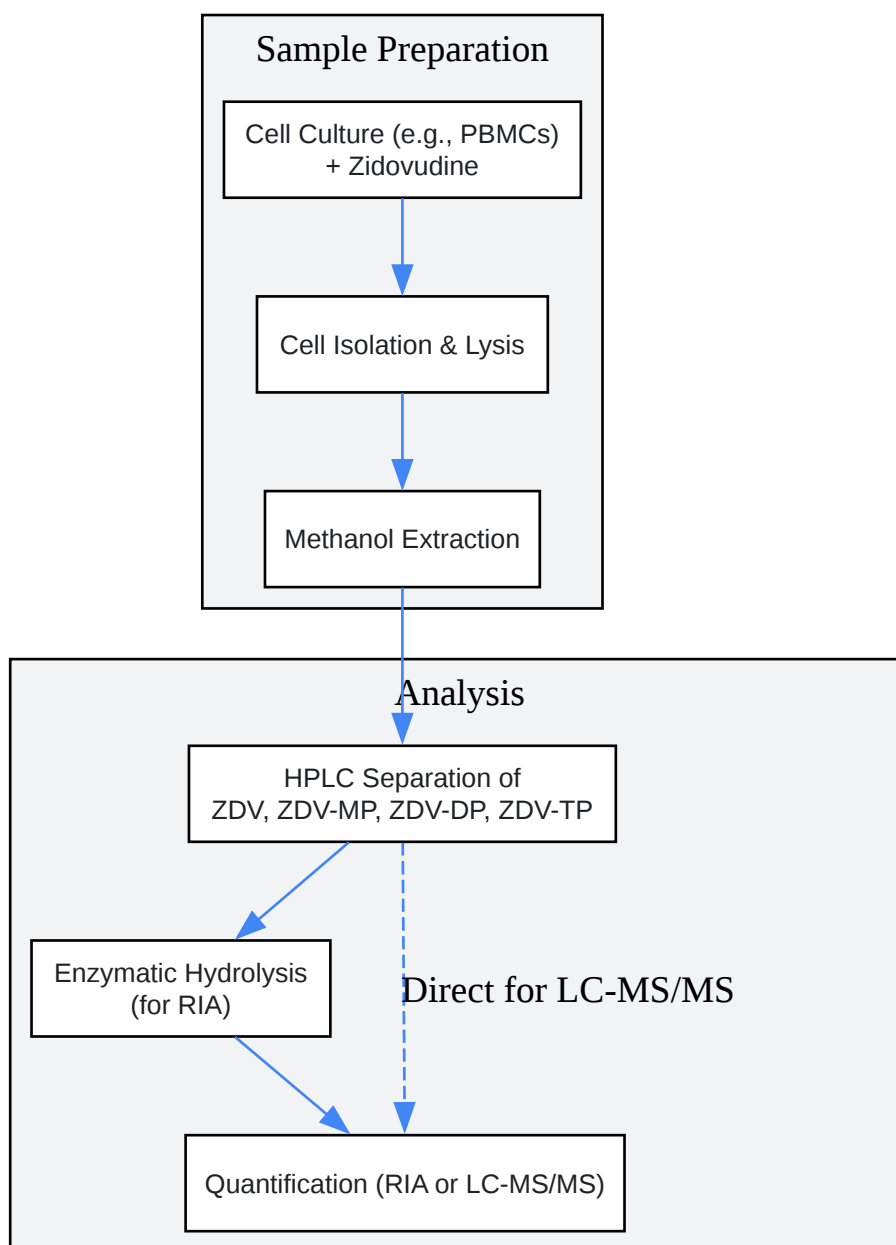 Sample Preparation
Cell Culture (e.g., PBMCs)
+ Zidovudine
Cell Isolation & Lysis
Methanol Extraction
Analysis
HPLC Separation of
ZDV, ZDV-MP, ZDV-DP, ZDV-TP
Enzymatic Hydrolysis
(for RIA)
Direct for LC-MS/MS
Quantification (RIA or LC-MS/MS)